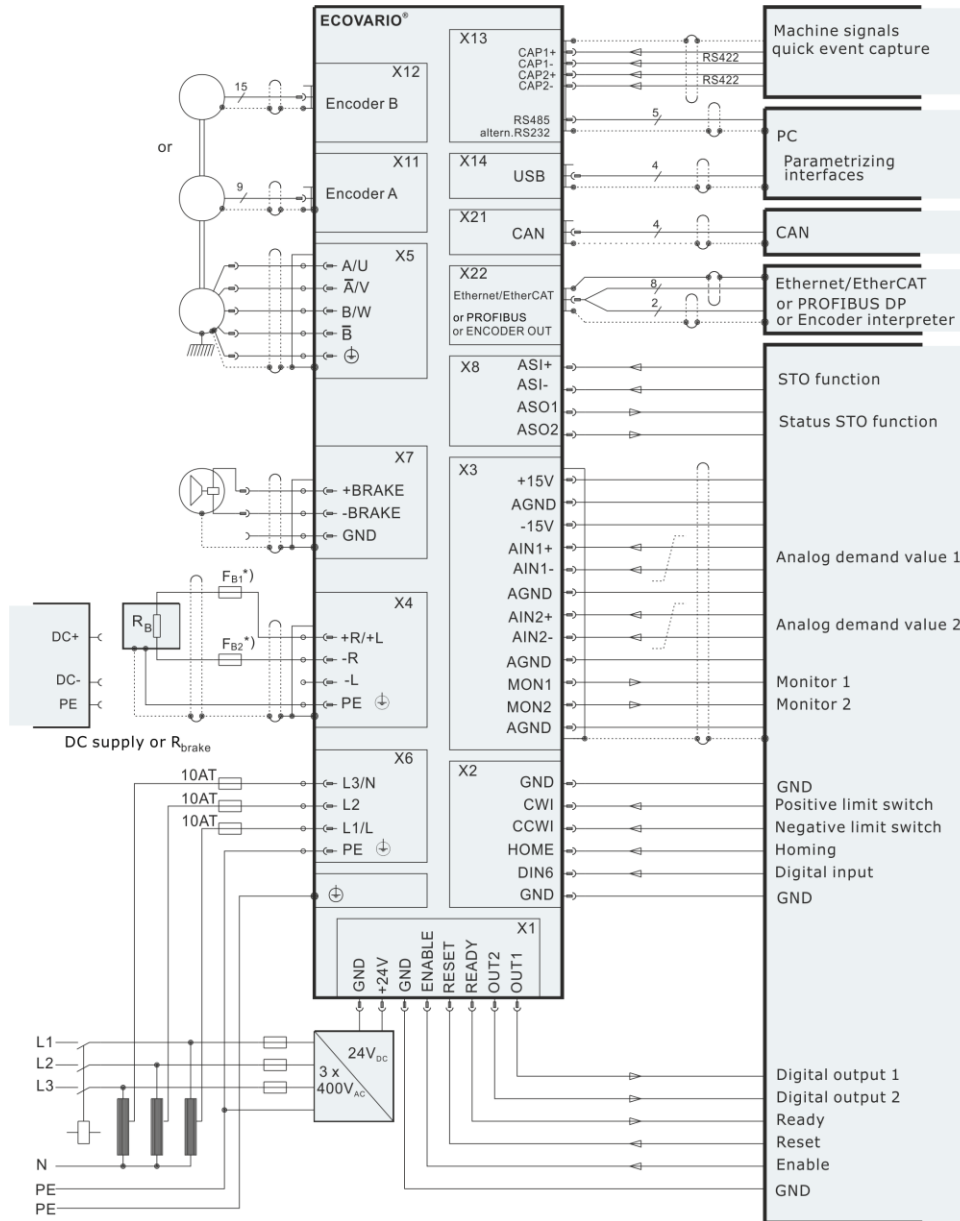 ECOVARIO®
X12
15
Encoder B
or
X11
9
Encoder A
X5
A/U
A̅/V
B/W
B̅
X7
+BRAKE
-BRAKE
GND
FB1*)
X4
DC+
RB
FB2*)
+R/+L
-R
DC-
-L
PE
PE
DC supply or Rbrake
X6
10AT
L3/N
10AT
L2
10AT
L1/L
PE
X13
CAP1+
CAP1-
CAP2+
CAP2-
RS422
RS422
RS485
altern.RS232
5
Machine signals
quick event capture
PC
Parametrizing
interfaces
X14
USB
4
X21
CAN
4
CAN
X22
Ethernet/EtherCAT
or PROFIBUS
or ENCODER OUT
8
2
Ethernet/EtherCAT
or PROFIBUS DP
or Encoder interpreter
X8
ASI+
ASI-
ASO1
ASO2
STO function
Status STO function
X3
+15V
AGND
-15V
AIN1+
AIN1-
AGND
AIN2+
AIN2-
AGND
MON1
MON2
AGND
Analog demand value 1
Analog demand value 2
Monitor 1
Monitor 2
X2
GND
CWI
CCWI
HOME
DIN6
GND
GND
Positive limit switch
Negative limit switch
Homing
Digital input
GND
X1
GND
+24V
GND
ENABLE
RESET
READY
OUT2
OUT1
L1
L2
L3
24VDC
3 x
400VAC
N
PE
PE
Digital output 1
Digital output 2
Ready
Reset
Enable
GND